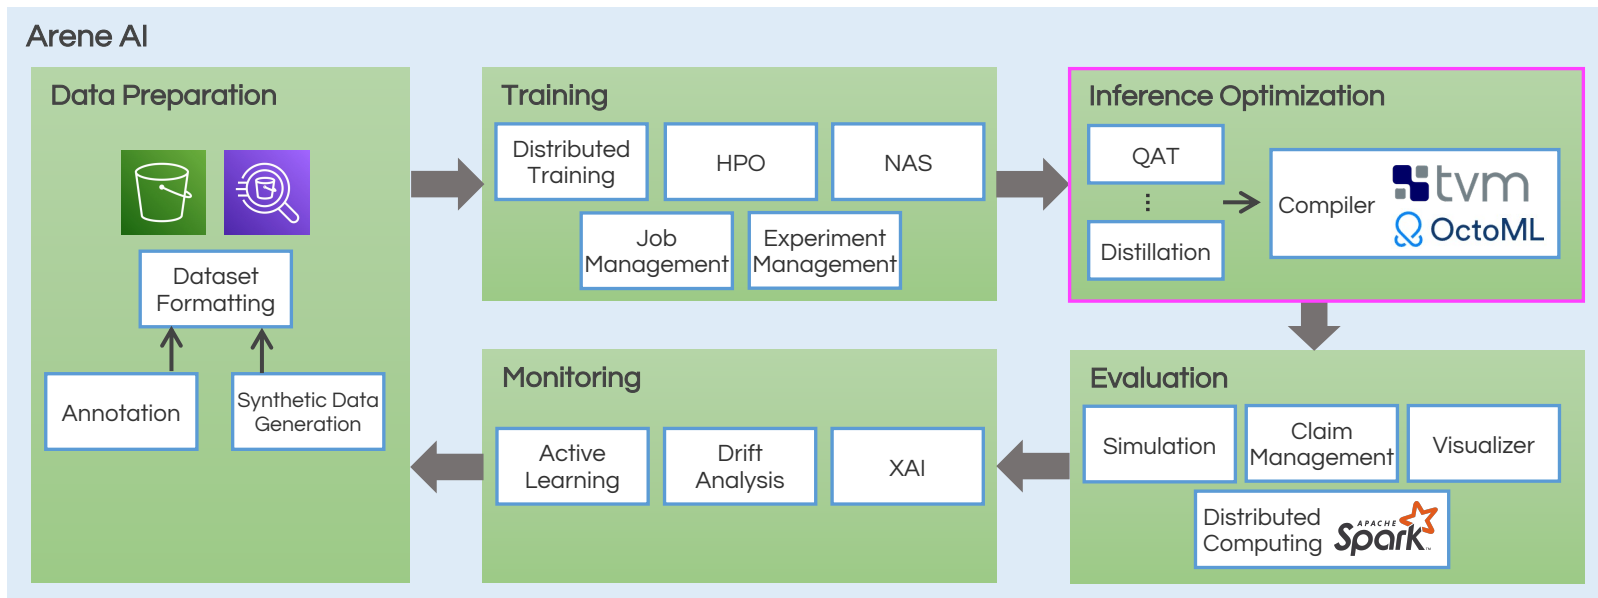 Arene AI
Data Preparation
Dataset
Formatting
Annotation
Synthetic Data
Generation
Training
Distributed
Training
HPO
NAS
Job
Management
Experiment
Management
Inference Optimization
QAT
⋮
Distillation
Compiler
tvm
OctoML
Evaluation
Simulation
Claim
Management
Visualizer
Distributed
Computing
APACHE
Spark™
Monitoring
Active
Learning
Drift
Analysis
XAI